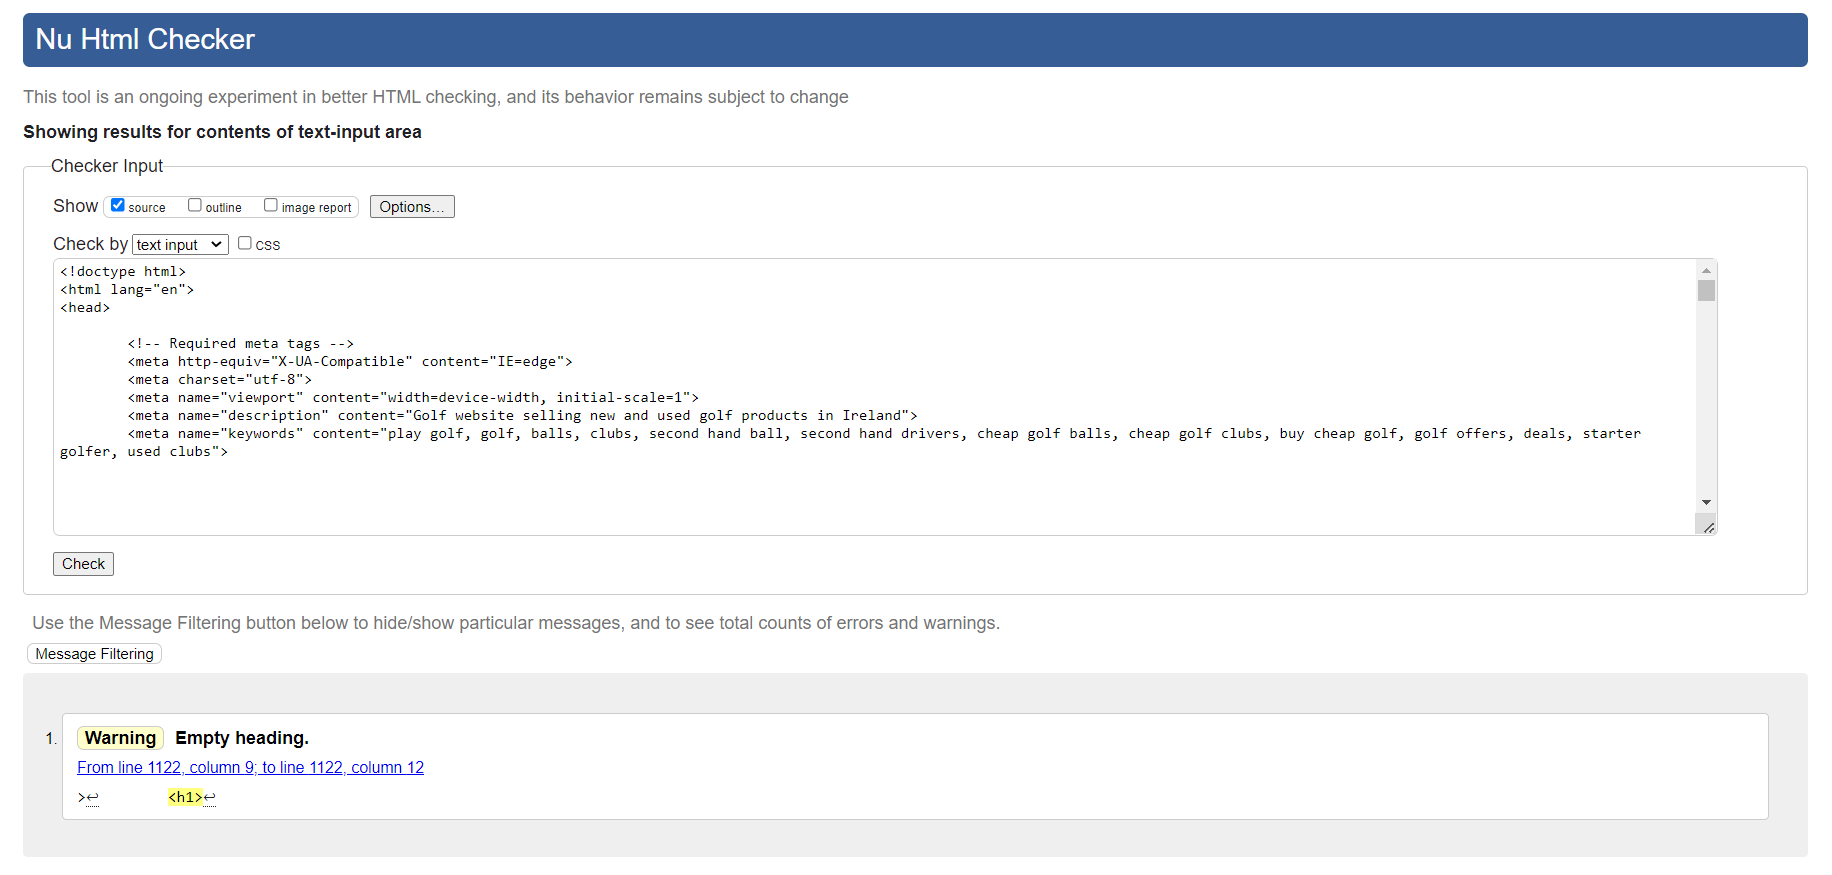 Nu Html Checker
This tool is an ongoing experiment in better HTML checking, and its behavior remains subject to change
Showing results for contents of text-input area
Checker Input
Show source outline image report Options...
Check by text input css
<!doctype html>
<html lang="en">
<head>
<!-- Required meta tags -->
<meta http-equiv="X-UA-Compatible" content="IE=edge">
<meta charset="utf-8">
<meta name="viewport" content="width=device-width, initial-scale=1">
<meta name="description" content="Golf website selling new and used golf products in Ireland">
<meta name="keywords" content="play golf, golf, balls, clubs, second hand ball, second hand drivers, cheap golf balls, cheap golf clubs, buy cheap golf, golf offers, deals, starter
golfer, used clubs">
Check
Use the Message Filtering button below to hide/show particular messages, and to see total counts of errors and warnings.
Message Filtering
1. Warning Empty heading.
From line 1122, column 9; to line 1122, column 12
>↩ <h1>↩